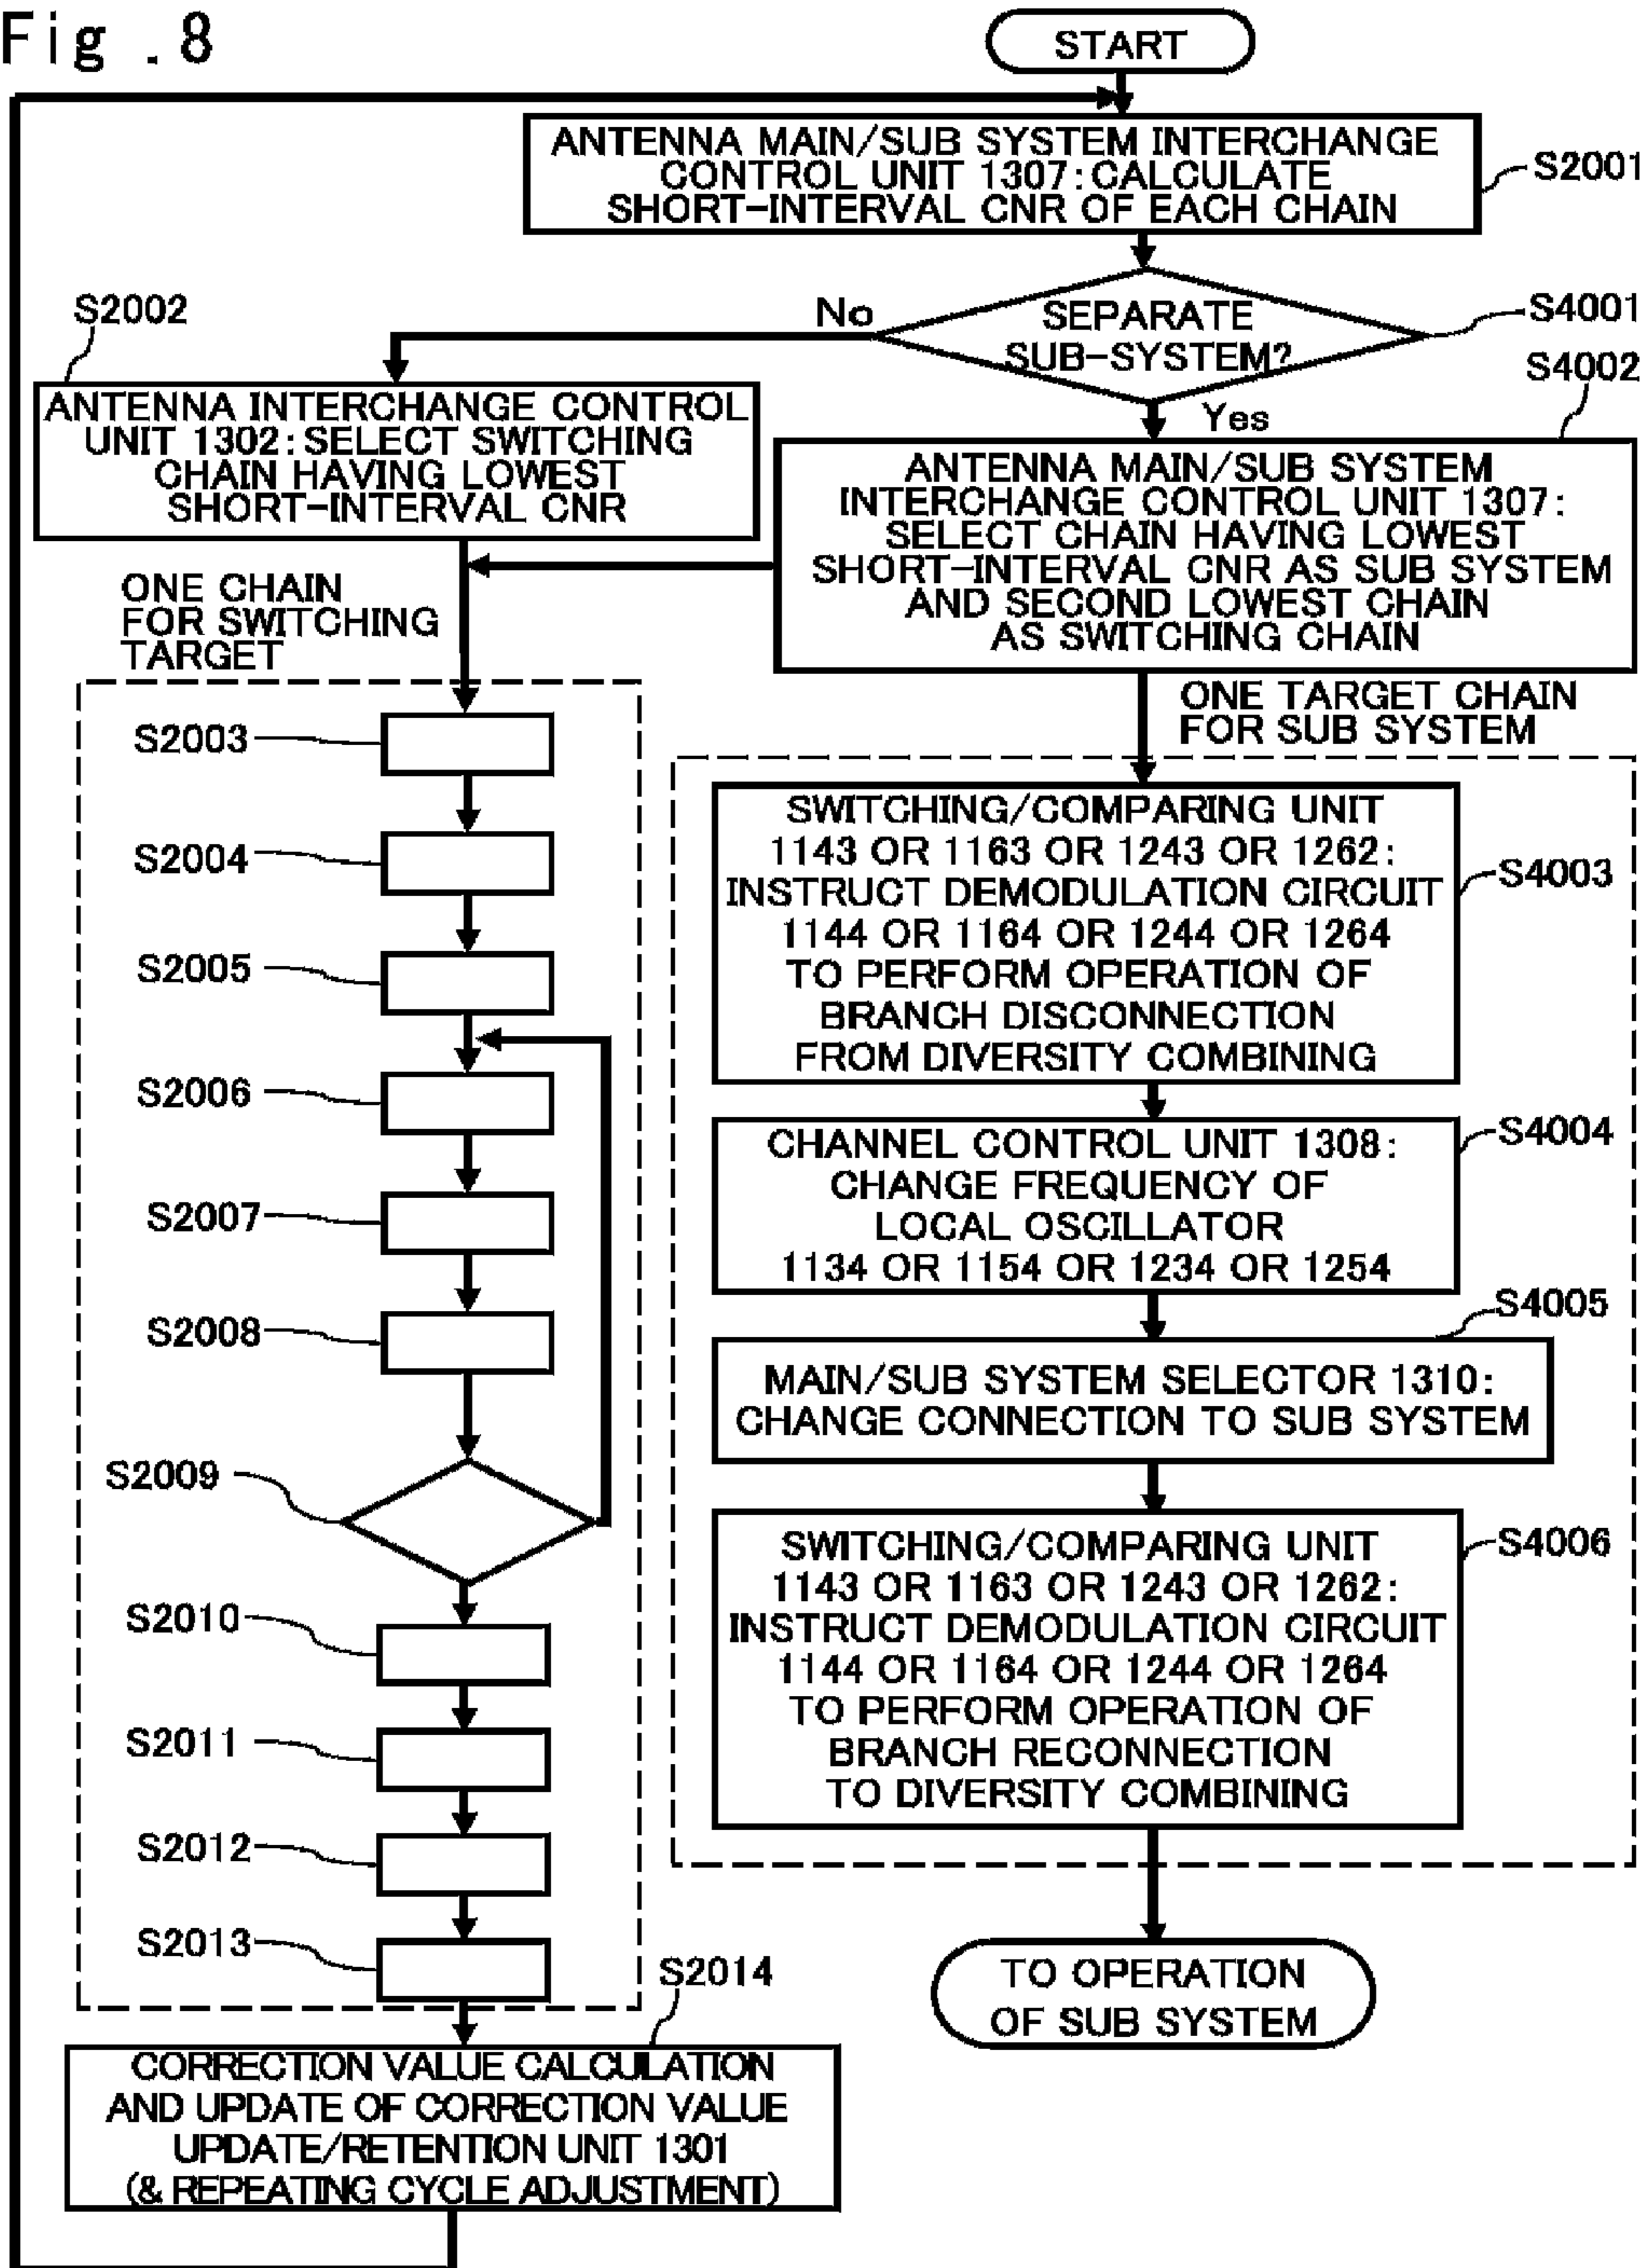 Fig .8
START
ANTENNA MAIN/SUB SYSTEM INTERCHANGE
CONTROL UNIT 1307:CALCULATE
SHORT-INTERVAL CNR OF EACH CHAIN
S2001
SEPARATE
SUB-SYSTEM?
S4001
No
Yes
S2002
ANTENNA INTERCHANGE CONTROL
UNIT 1302:SELECT SWITCHING
CHAIN HAVING LOWEST
SHORT-INTERVAL CNR
S4002
ANTENNA MAIN/SUB SYSTEM
INTERCHANGE CONTROL UNIT 1307:
SELECT CHAIN HAVING LOWEST
SHORT-INTERVAL CNR AS SUB SYSTEM
AND SECOND LOWEST CHAIN
AS SWITCHING CHAIN
ONE CHAIN
FOR SWITCHING
TARGET
S2003
S2004
S2005
S2006
S2007
S2008
S2009
S2010
S2011
S2012
S2013
S2014
CORRECTION VALUE CALCULATION
AND UPDATE OF CORRECTION VALUE
UPDATE/RETENTION UNIT 1301
(& REPEATING CYCLE ADJUSTMENT)
ONE TARGET CHAIN
FOR SUB SYSTEM
SWITCHING/COMPARING UNIT
1143 OR 1163 OR 1243 OR 1262:
INSTRUCT DEMODULATION CIRCUIT
1144 OR 1164 OR 1244 OR 1264
TO PERFORM OPERATION OF
BRANCH DISCONNECTION
FROM DIVERSITY COMBINING
S4003
CHANNEL CONTROL UNIT 1308:
CHANGE FREQUENCY OF
LOCAL OSCILLATOR
1134 OR 1154 OR 1234 OR 1254
S4004
S4005
MAIN/SUB SYSTEM SELECTOR 1310:
CHANGE CONNECTION TO SUB SYSTEM
SWITCHING/COMPARING UNIT
1143 OR 1163 OR 1243 OR 1262:
INSTRUCT DEMODULATION CIRCUIT
1144 OR 1164 OR 1244 OR 1264
TO PERFORM OPERATION OF
BRANCH RECONNECTION
TO DIVERSITY COMBINING
S4006
TO OPERATION
OF SUB SYSTEM